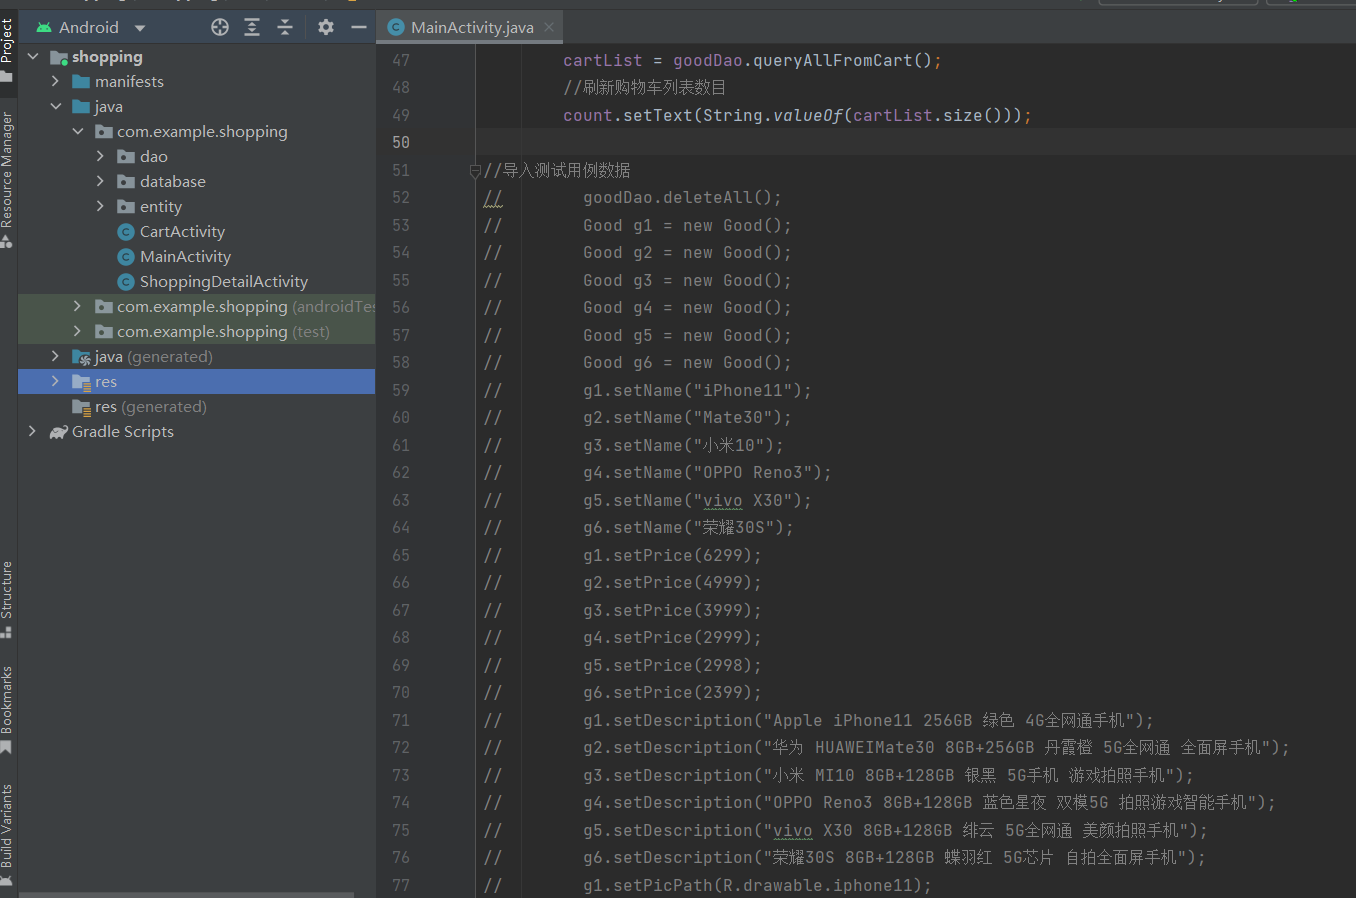 Android
MainActivity.java
Project
Resource Manager
Structure
Bookmarks
Build Variants
shopping
manifests
java
com.example.shopping
dao
database
entity
CartActivity
MainActivity
ShoppingDetailActivity
com.example.shopping (androidTes
com.example.shopping (test)
java (generated)
res
res (generated)
Gradle Scripts
47 cartList = goodDao.queryAllFromCart();
48 //刷新购物车列表数目
49 count.setText(String.valueOf(cartList.size()));
50
51 //导入测试用例数据
52 // goodDao.deleteAll();
53 // Good g1 = new Good();
54 // Good g2 = new Good();
55 // Good g3 = new Good();
56 // Good g4 = new Good();
57 // Good g5 = new Good();
58 // Good g6 = new Good();
59 // g1.setName("iPhone11");
60 // g2.setName("Mate30");
61 // g3.setName("小米10");
62 // g4.setName("OPPO Reno3");
63 // g5.setName("vivo X30");
64 // g6.setName("荣耀30S");
65 // g1.setPrice(6299);
66 // g2.setPrice(4999);
67 // g3.setPrice(3999);
68 // g4.setPrice(2999);
69 // g5.setPrice(2998);
70 // g6.setPrice(2399);
71 // g1.setDescription("Apple iPhone11 256GB 绿色 4G全网通手机");
72 // g2.setDescription("华为 HUAWEIMate30 8GB+256GB 丹霞橙 5G全网通 全面屏手机");
73 // g3.setDescription("小米 MI10 8GB+128GB 银黑 5G手机 游戏拍照手机");
74 // g4.setDescription("OPPO Reno3 8GB+128GB 蓝色星夜 双模5G 拍照游戏智能手机");
75 // g5.setDescription("vivo X30 8GB+128GB 绯云 5G全网通 美颜拍照手机");
76 // g6.setDescription("荣耀30S 8GB+128GB 蝶羽红 5G芯片 自拍全面屏手机");
77 // g1.setPicPath(R.drawable.iphone11);